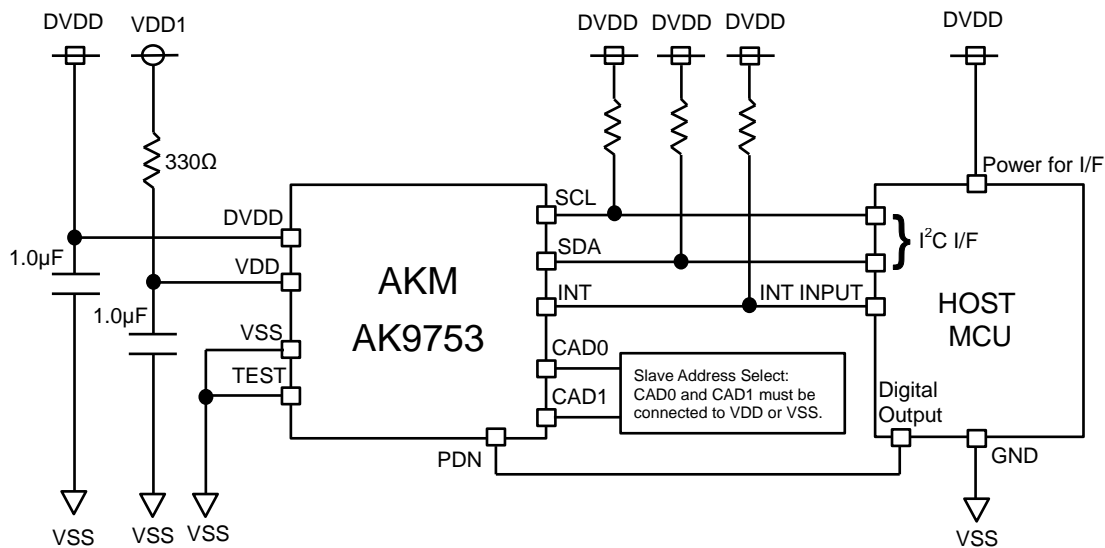 DVDD
VDD1
DVDD DVDD DVDD
DVDD
330Ω
Power for I/F
SCL
DVDD
I²C I/F
1.0µF
SDA
VDD
AKM
AK9753
INT
INT INPUT
HOST
MCU
1.0µF
VSS
CAD0
TEST
Slave Address Select:
CAD0 and CAD1 must be
connected to VDD or VSS.
CAD1
Digital
Output
PDN
GND
VSS
VSS
VSS
VSS